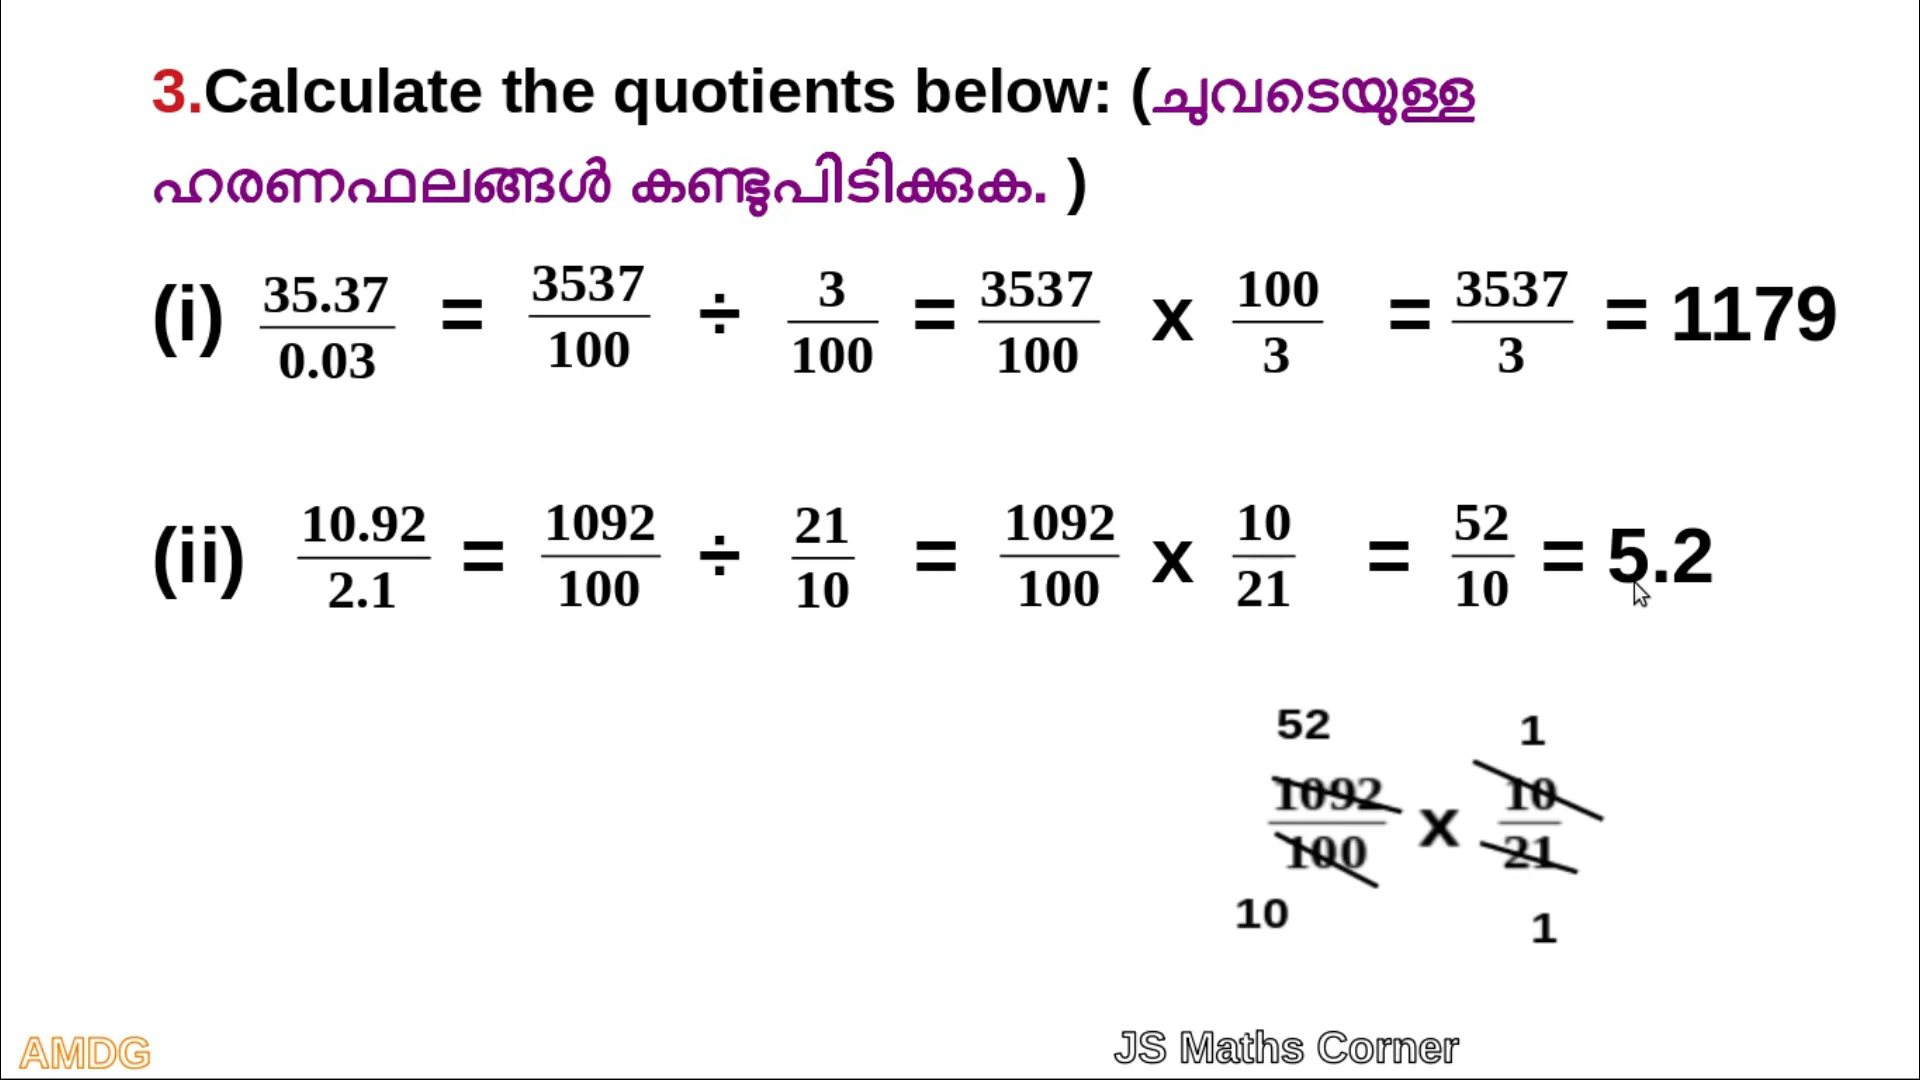 3.Calculate the quotients below: (ചുവടെയുള്ള
ഹരണഫലങ്ങൾ കണ്ടുപിടിക്കുക. )
(i) 35.37/0.03 = 3537/100 ÷ 3/100 = 3537/100 x 100/3 = 3537/3 = 1179
(ii) 10.92/2.1 = 1092/100 ÷ 21/10 = 1092/100 x 10/21 = 52/10 = 5.2
52 1
1092/100 x 10/21
10 1
AMDG JS Maths Corner